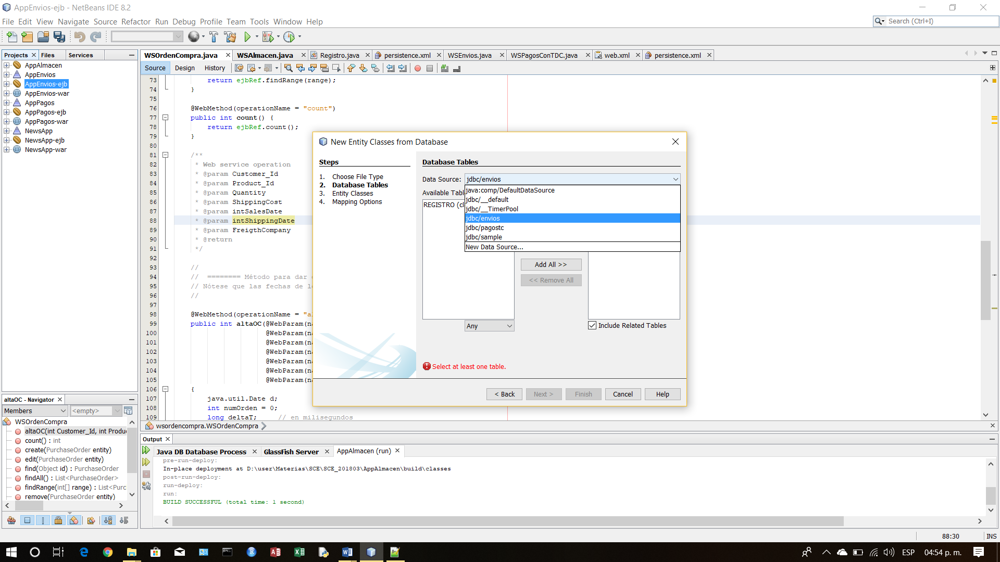 AppEnvios-ejb - NetBeans IDE 8.2
File Edit View Navigate Source Refactor Run Debug Profile Team Tools Window Help
Search (Ctrl+I)
Projects Files Services
AppAlmacen
AppEnvios
AppEnvios-ejb
AppEnvios-war
AppPagos
AppPagos-ejb
AppPagos-war
NewsApp
NewsApp-ejb
NewsApp-war
WSOrdenCompra.java WSAlmacen.java Registro.java persistence.xml WSEnvios.java WSPagosConTDC.java web.xml persistence.xml
Source Design History
73 return ejbRef.findRange(range);
74 }
75
76 @WebMethod(operationName = "count")
77 public int count() {
78 return ejbRef.count();
79 }
80
81 /**
82 * Web service operation
83 * @param Customer_Id
84 * @param Product_Id
85 * @param Quantity
86 * @param ShippingCost
87 * @param intSalesDate
88 * @param intShippingDate
89 * @param FreigthCompany
90 * @return
91 */
92
93 //
94 // ======== Método para dar
95 // Nótese que las fechas de l
96 //
97
98 @WebMethod(operationName = "a
99 public int altaOC(@WebParam(n
100 @WebParam(n
101 @WebParam(n
102 @WebParam(n
103 @WebParam(n
104 @WebParam(n
105 @WebParam(n
106 {
107 java.util.Date d;
108 int numOrden = 0;
109 long deltaT; // en milisegundos
wsordencompra.WSOrdenCompra
New Entity Classes from Database
Steps
1. Choose File Type
2. Database Tables
3. Entity Classes
4. Mapping Options
Database Tables
Data Source: jdbc/envios
java:comp/DefaultDataSource
jdbc/__default
jdbc/__TimerPool
jdbc/envios
jdbc/pagostc
jdbc/sample
New Data Source...
Available Tabl
REGISTRO (cl
Add All >>
<< Remove All
Any
Include Related Tables
Select at least one table.
< Back Next > Finish Cancel Help
altaOC - Navigator
Members <empty>
WSOrdenCompra
altaOC(int Customer_Id, int Produ
count() : int
create(PurchaseOrder entity)
edit(PurchaseOrder entity)
find(Object id) : PurchaseOrder
findAll() : List<PurchaseOrder>
findRange(int[] range) : List<Purc
remove(PurchaseOrder entity)
Output
Java DB Database Process GlassFish Server AppAlmacen (run)
pre-run-deploy:
In-place deployment at D:\user\Materias\SCE\SCE_201803\AppAlmacen\build\classes
post-run-deploy:
run-deploy:
run:
BUILD SUCCESSFUL (total time: 1 second)
88:30 INS
ESP 04:54 p. m.